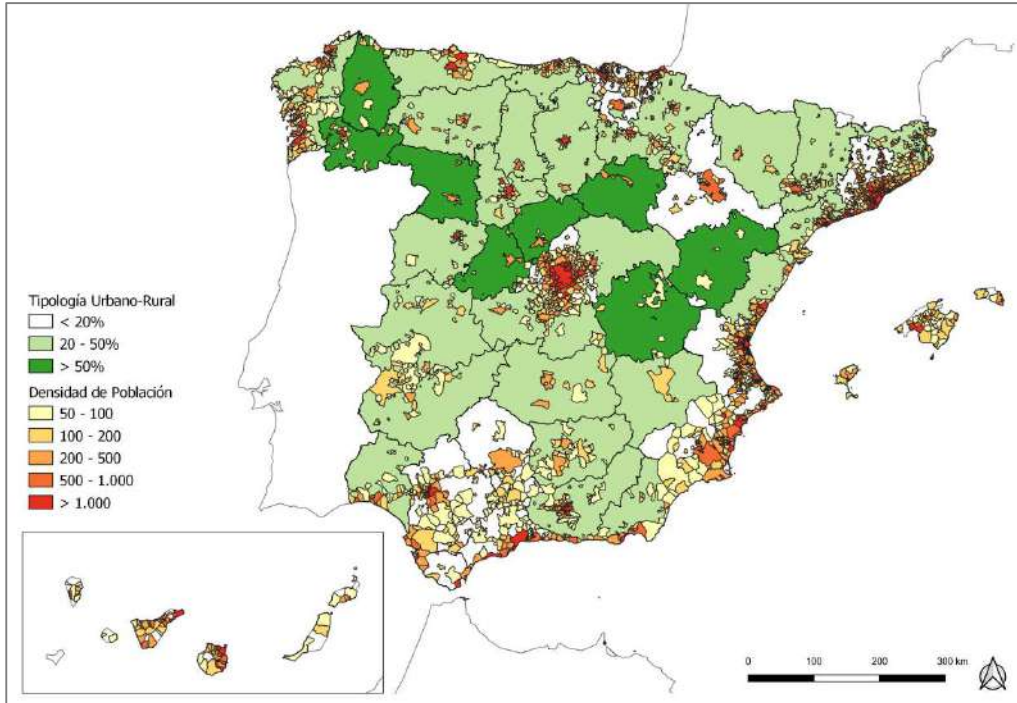 Tipología Urbano-Rural
< 20%
20 - 50%
> 50%
Densidad de Población
50 - 100
100 - 200
200 - 500
500 - 1.000
> 1.000
0 100 200 300 km